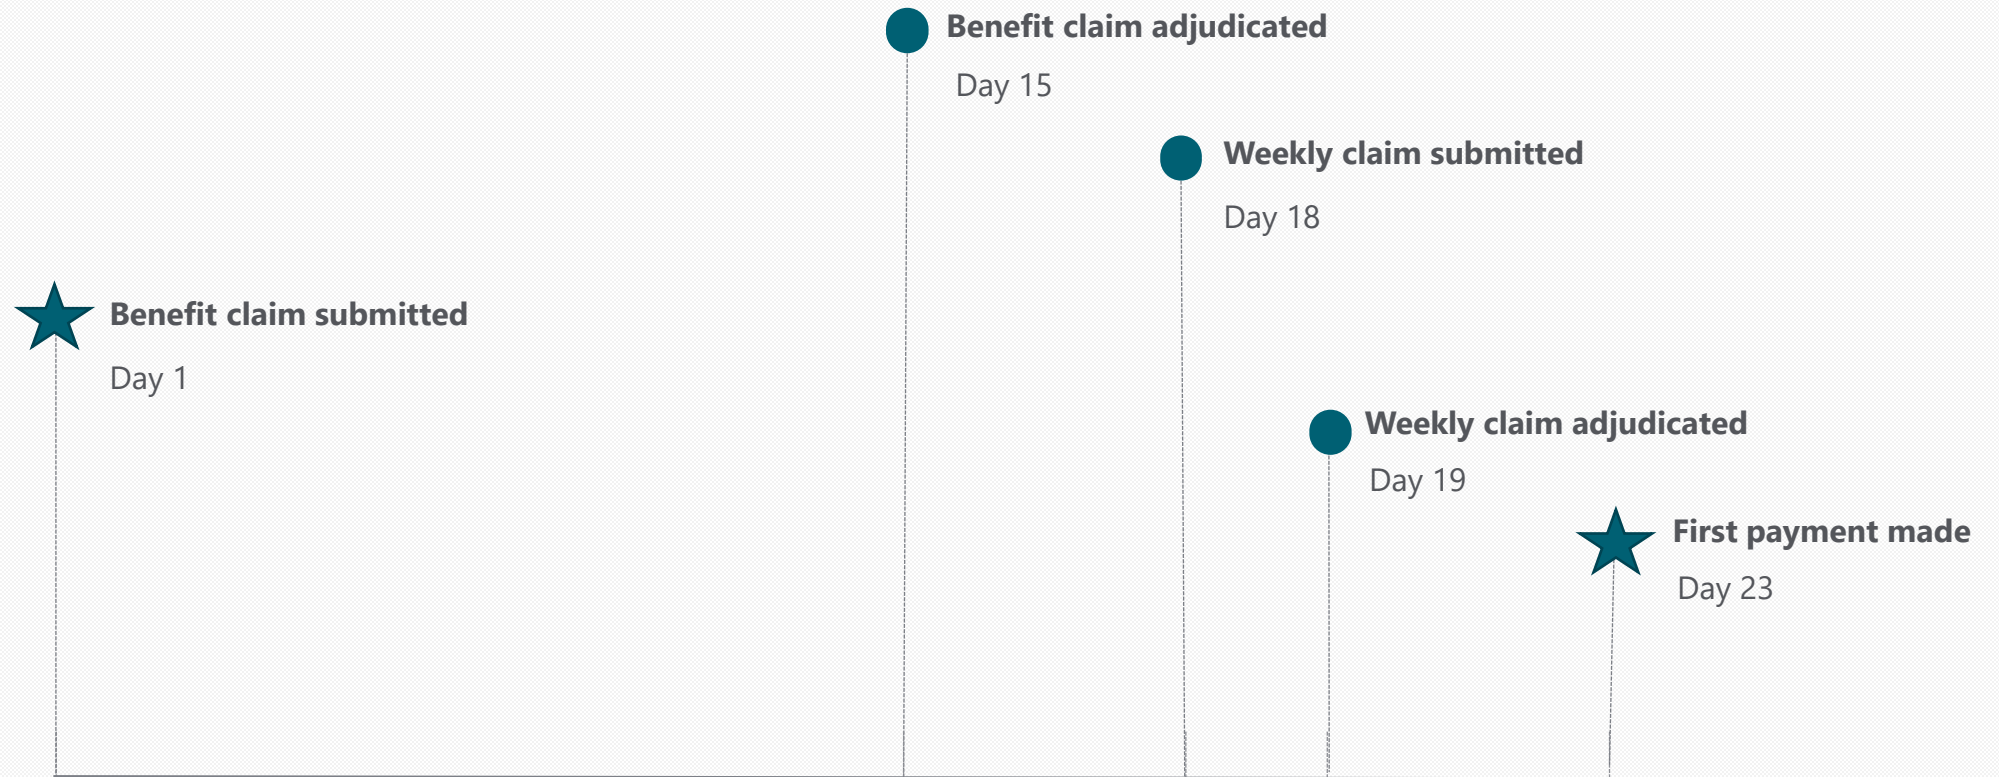 Benefit claim adjudicated
Day 15
Weekly claim submitted
Day 18
Benefit claim submitted
Day 1
Weekly claim adjudicated
Day 19
First payment made
Day 23